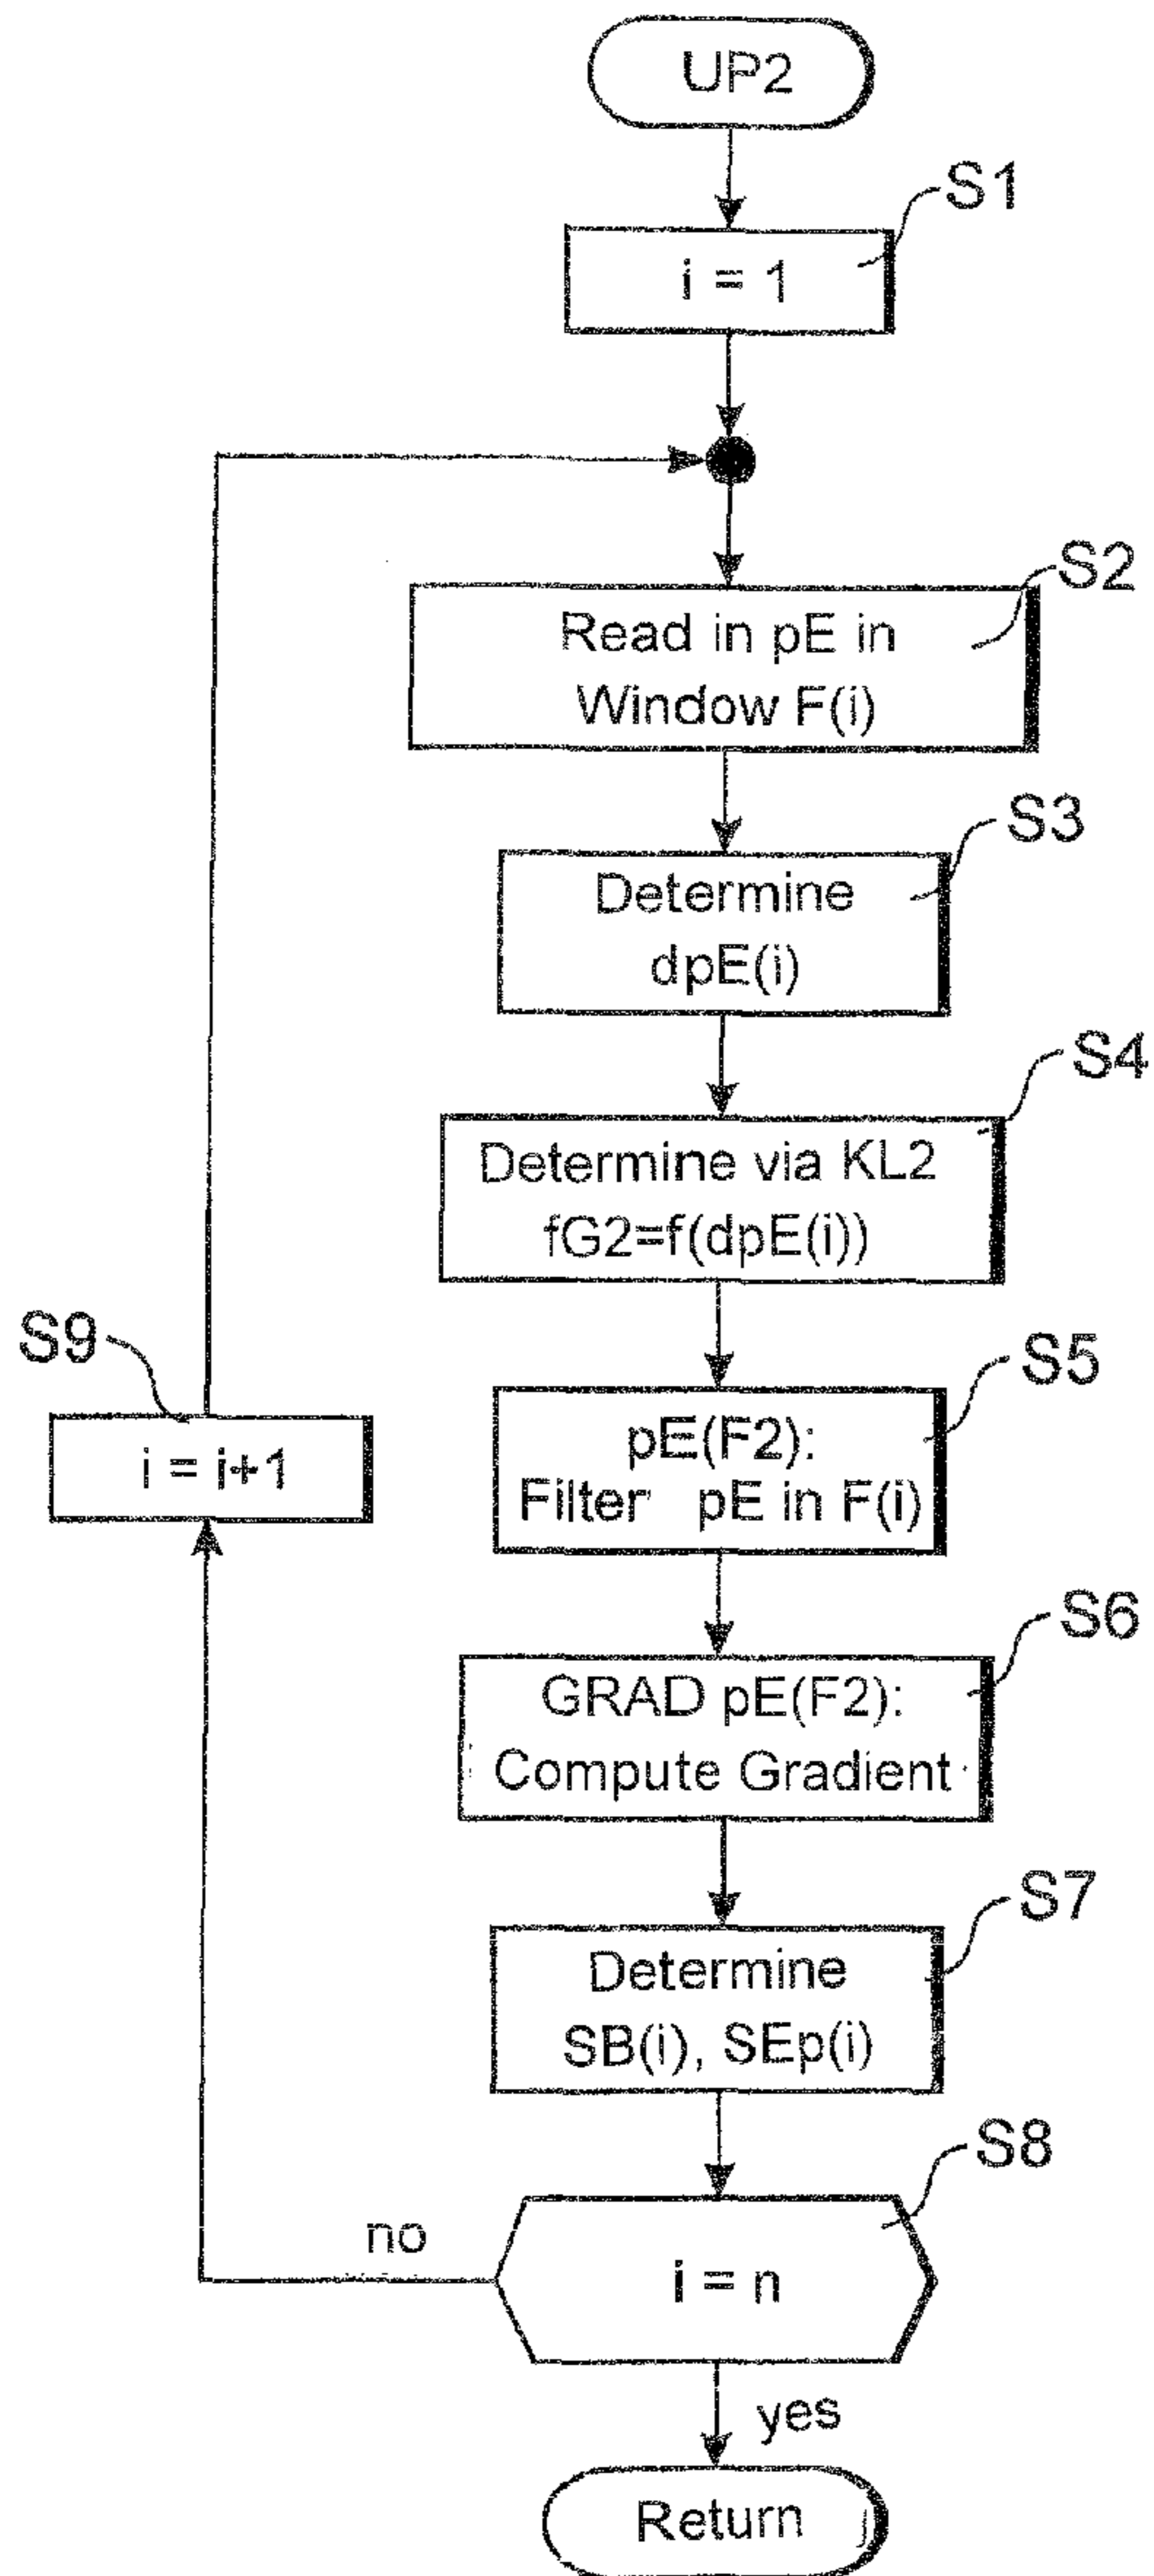 UP2
S1
i = 1
S2
Read in pE in
Window F(i)
S3
Determine
dpE(i)
S4
Determine via KL2
fG2=f(dpE(i))
S9
i = i+1
S5
pE(F2):
Filter pE in F(i)
S6
GRAD pE(F2):
Compute Gradient
S7
Determine
SB(i), SEp(i)
S8
no
i = n
yes
Return